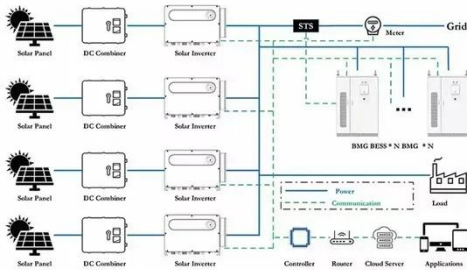 STS
Meter
Grid
Solar Panel DC Combiner Solar Inverter
Solar Panel DC Combiner Solar Inverter
BMG BESS * N BMG * N
Solar Panel DC Combiner Solar Inverter
Power
Communication
Load
Solar Panel DC Combiner Solar Inverter
Controller Router Cloud Server Applications